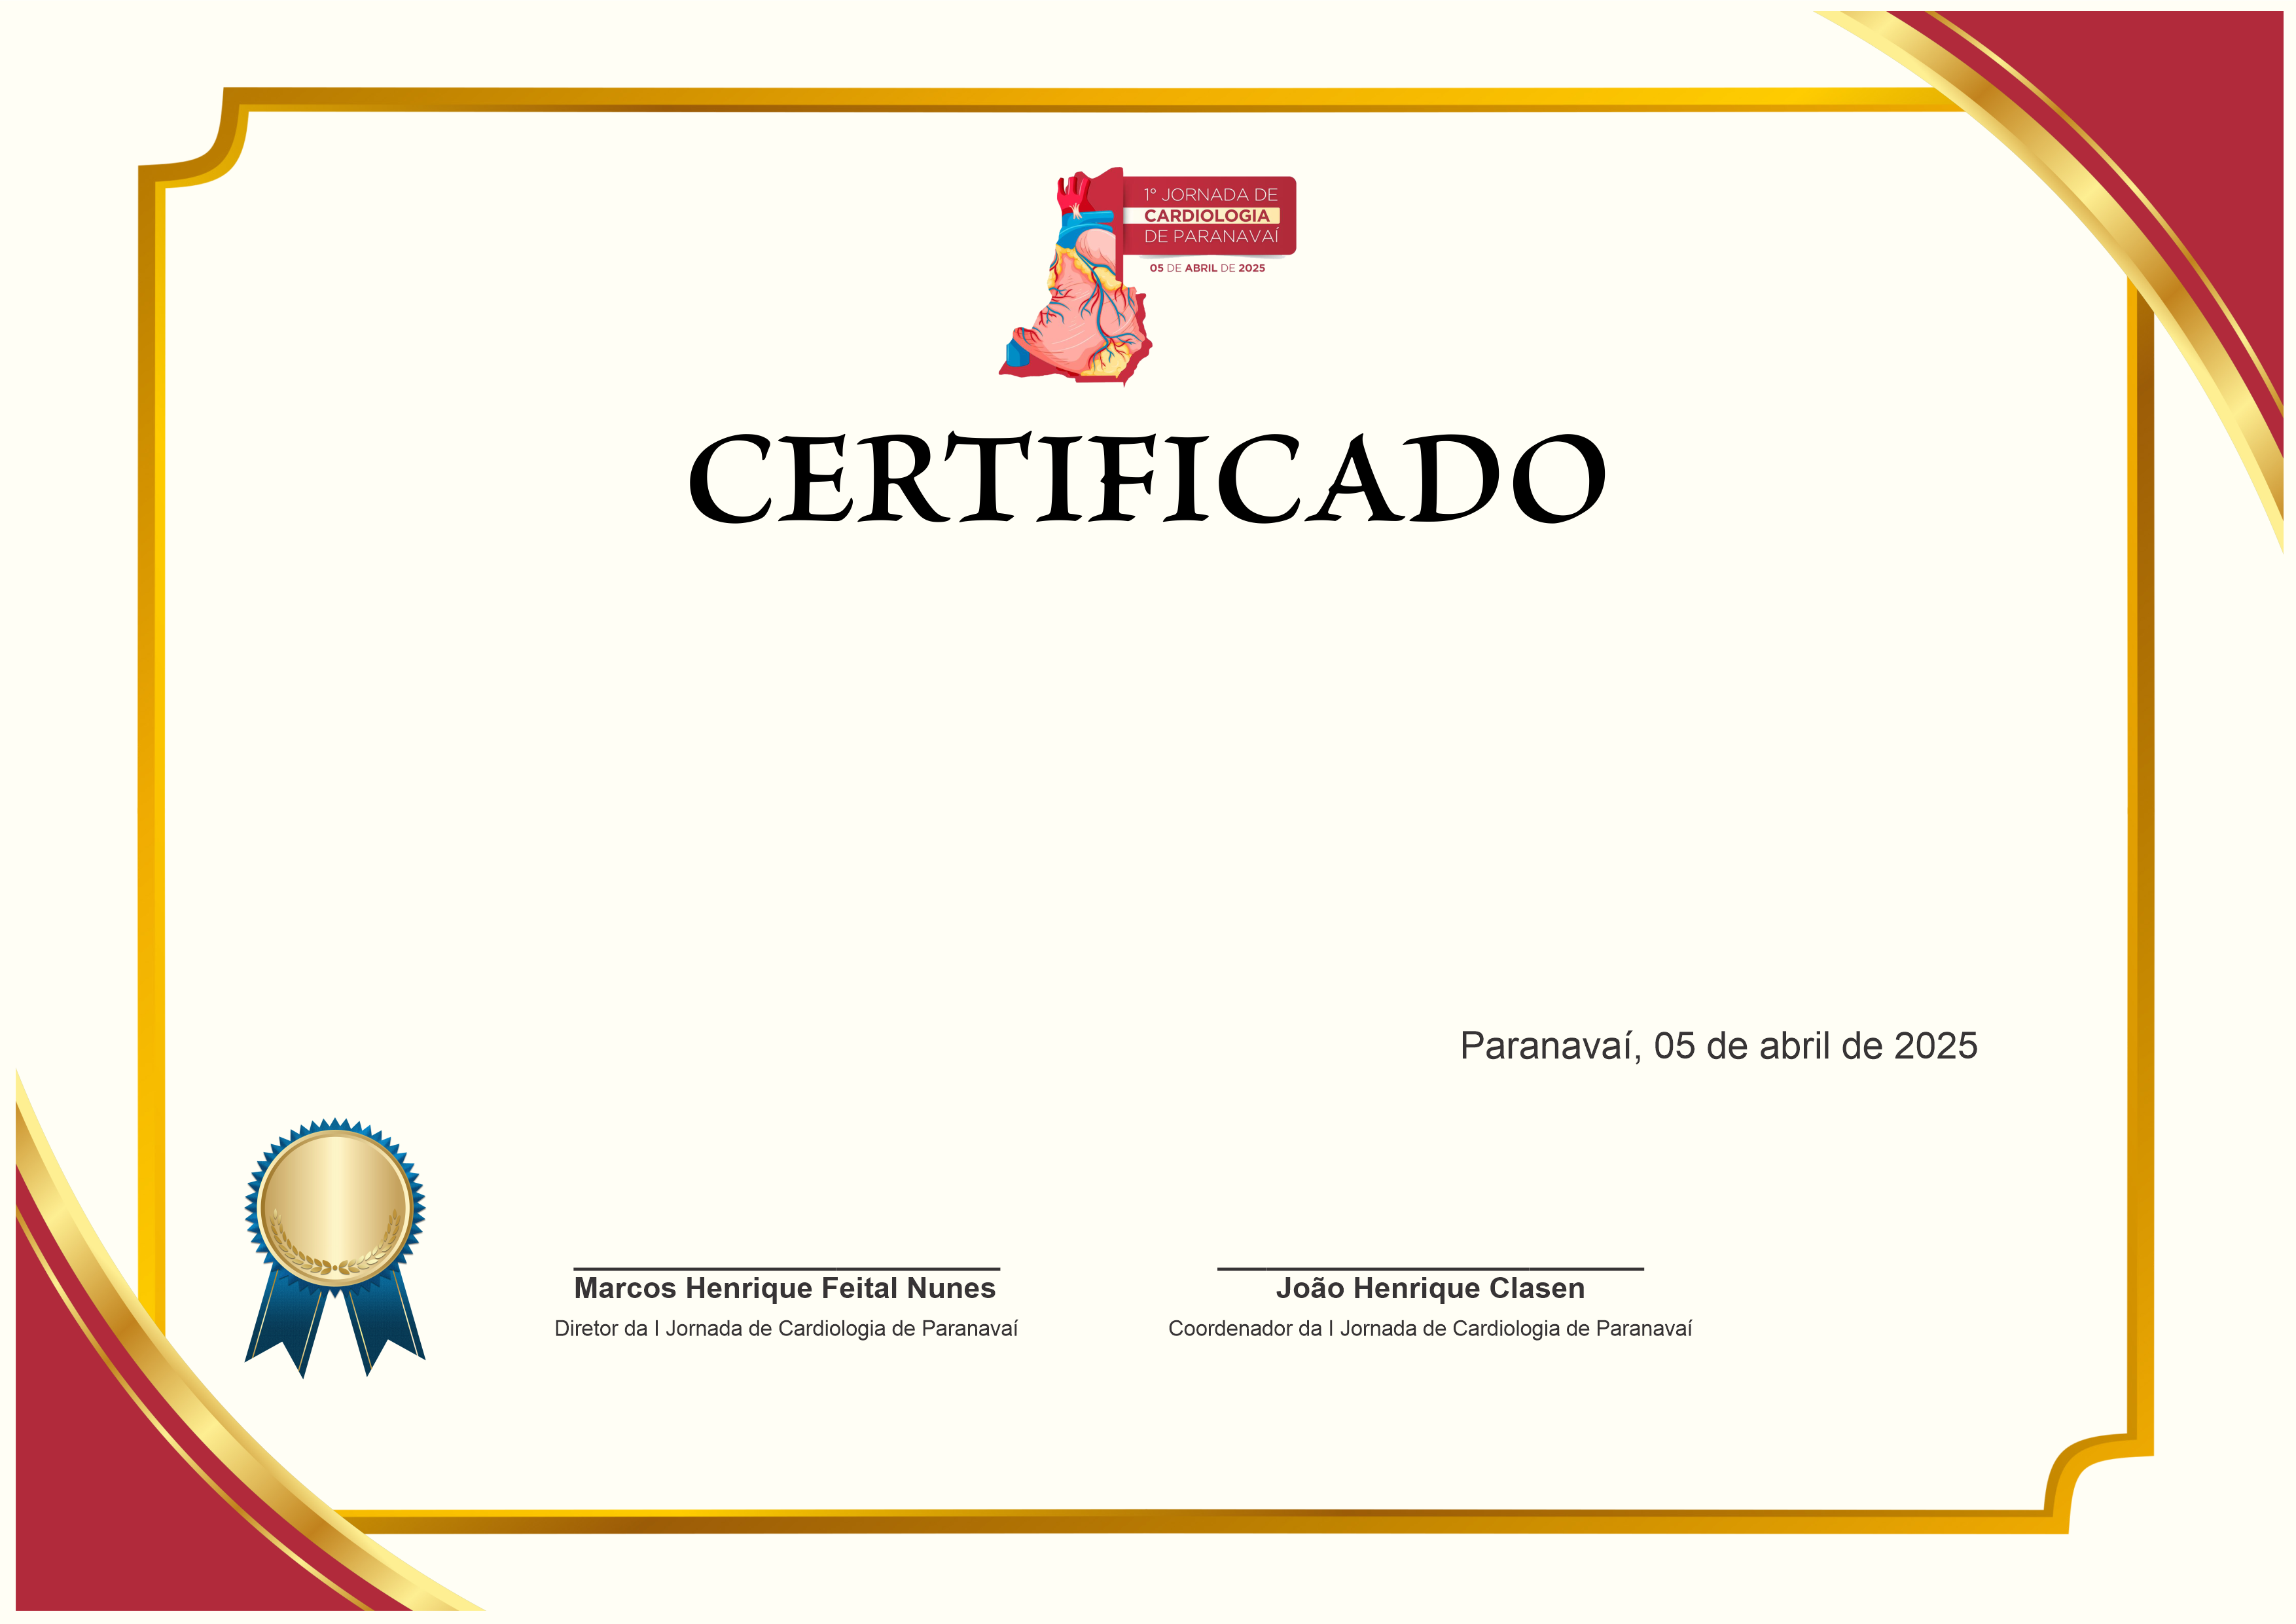 1º JORNADA DE
CARDIOLOGIA
DE PARANAVAÍ
05 DE ABRIL DE 2025
CERTIFICADO
Paranavaí, 05 de abril de 2025
Marcos Henrique Feital Nunes
Diretor da I Jornada de Cardiologia de Paranavaí
João Henrique Clasen
Coordenador da I Jornada de Cardiologia de Paranavaí